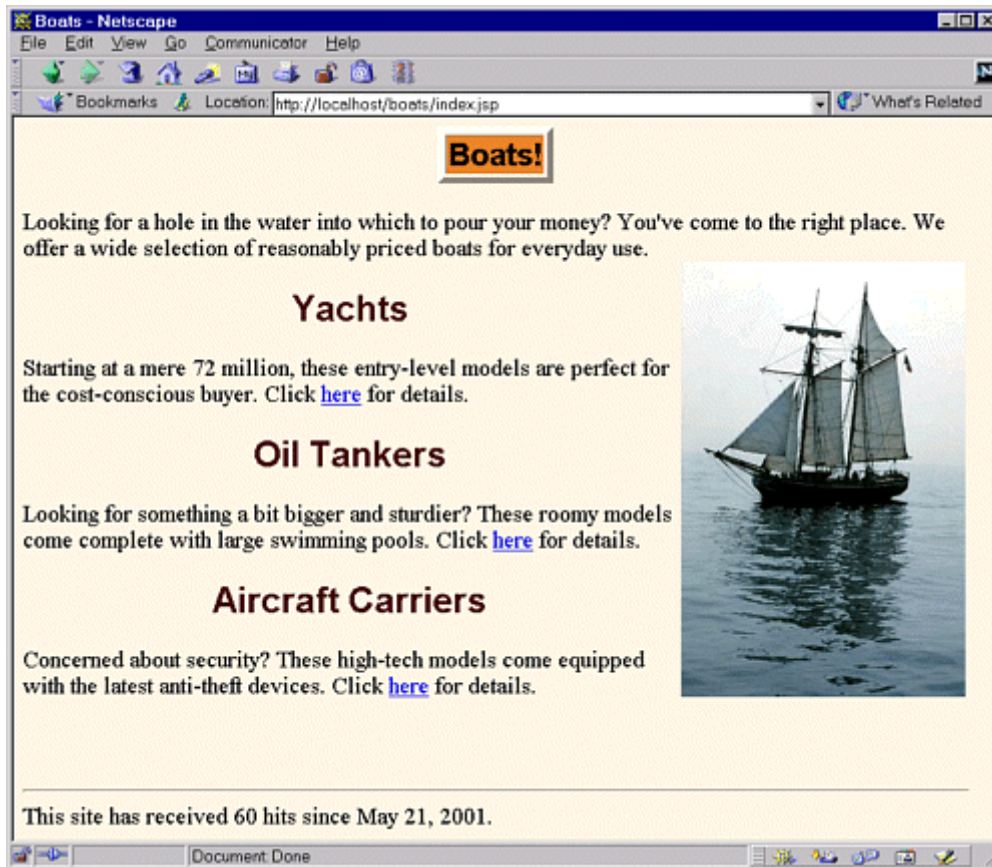 Boats - Netscape
File Edit View Go Communicator Help
Bookmarks Location: http://localhost/boats/index.jsp What's Related
Boats!
Looking for a hole in the water into which to pour your money? You've come to the right place. We
offer a wide selection of reasonably priced boats for everyday use.
Yachts
Starting at a mere 72 million, these entry-level models are perfect for
the cost-conscious buyer. Click here for details.
Oil Tankers
Looking for something a bit bigger and sturdier? These roomy models
come complete with large swimming pools. Click here for details.
Aircraft Carriers
Concerned about security? These high-tech models come equipped
with the latest anti-theft devices. Click here for details.
This site has received 60 hits since May 21, 2001.
Document: Done